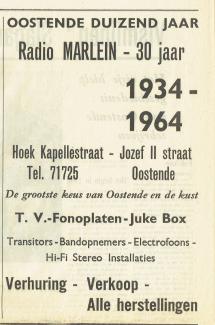 OOSTENDE DUIZEND JAAR
Radio MARLEIN - 30 jaar
1934 -
1964
Hoek Kapellestraat - Jozef II straat
Tel. 71725 Oostende
De grootste keus van Oostende en de kust
T. V.-Fonoplaten-Juke Box
Transitors-Bandopnemers-Electrofoons-
Hi-Fi Stereo Installaties
Verhuring - Verkoop -
Alle herstellingen